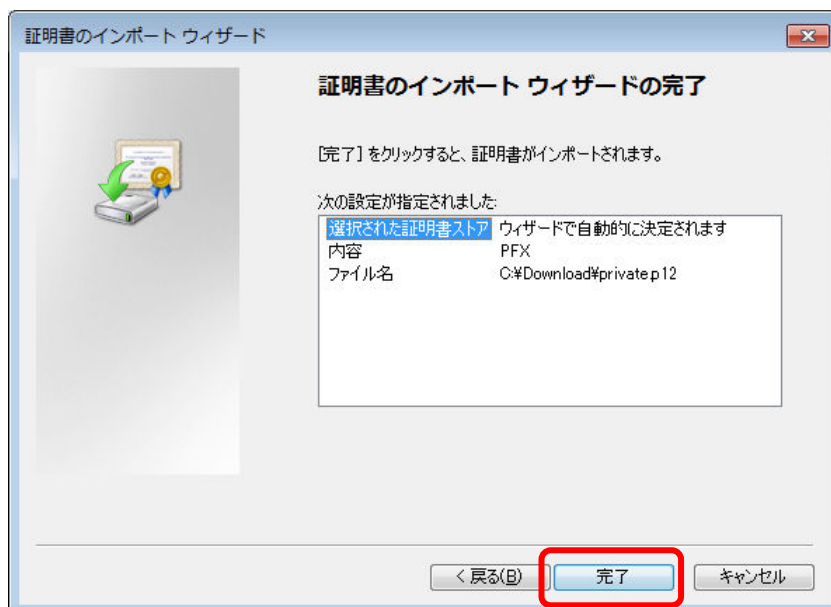 証明書のインポート ウィザード
証明書のインポート ウィザードの完了
[完了] をクリックすると、証明書がインポートされます。
次の設定が指定されました:
選択された証明書ストア ウィザードで自動的に決定されます
内容 PFX
ファイル名 C:¥Download¥private.p12
< 戻る(B) 完了 キャンセル